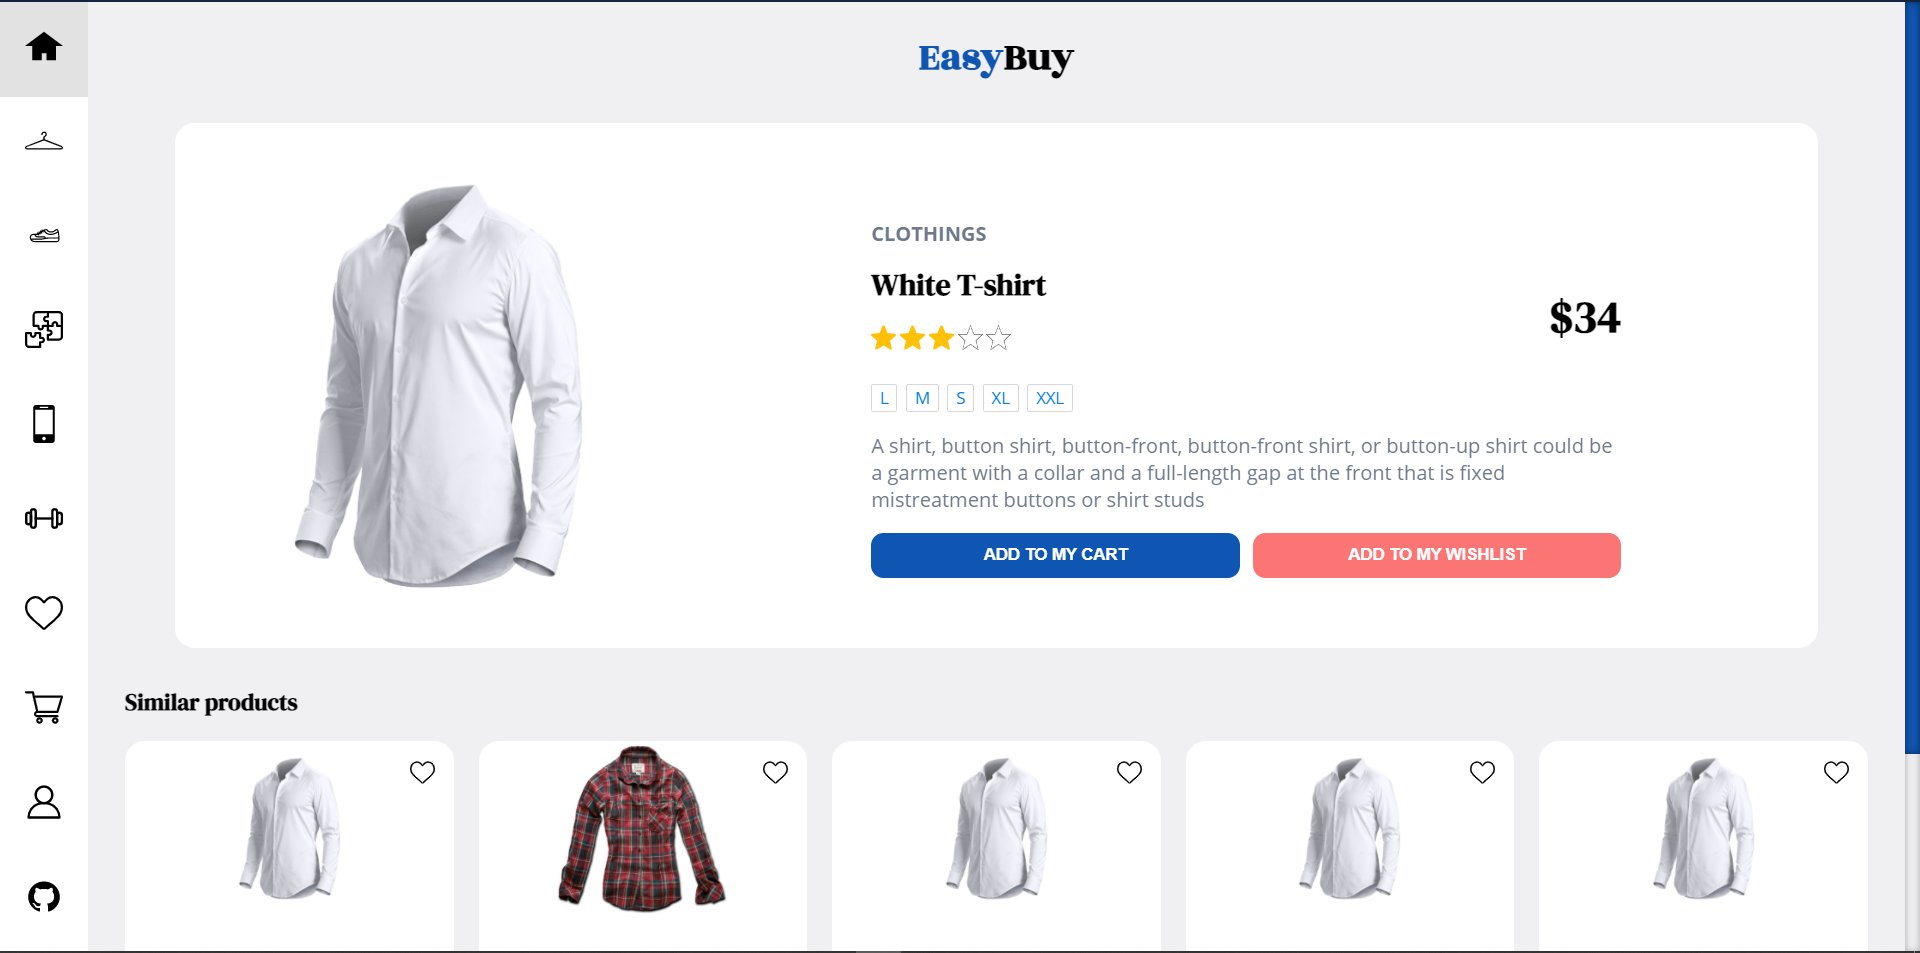 EasyBuy
CLOTHINGS
White T-shirt
$34
L M S XL XXL
A shirt, button shirt, button-front, button-front shirt, or button-up shirt could be
a garment with a collar and a full-length gap at the front that is fixed
mistreatment buttons or shirt studs
ADD TO MY CART ADD TO MY WISHLIST
Similar products